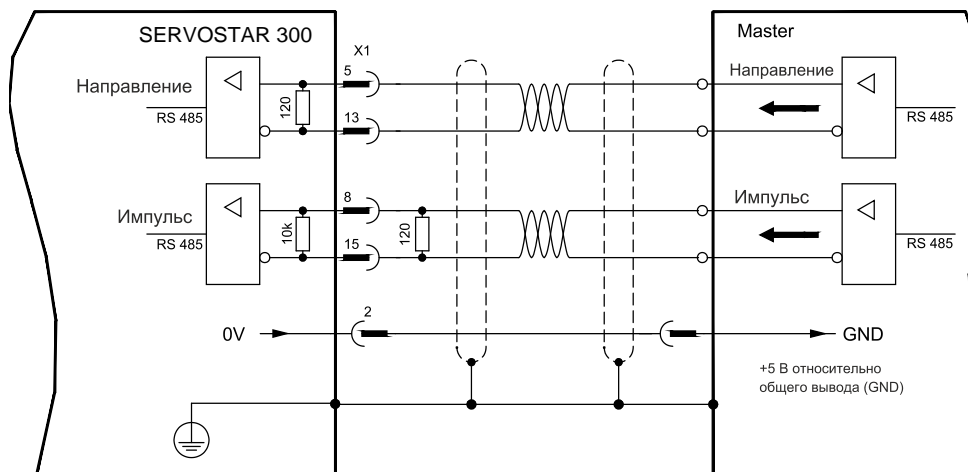 SERVOSTAR 300
Master
X1
Направление
5
Направление
120
RS 485
13
RS 485
Импульс
8
Импульс
10k
120
RS 485
15
RS 485
0V
2
GND
+5 В относительно
общего вывода (GND)